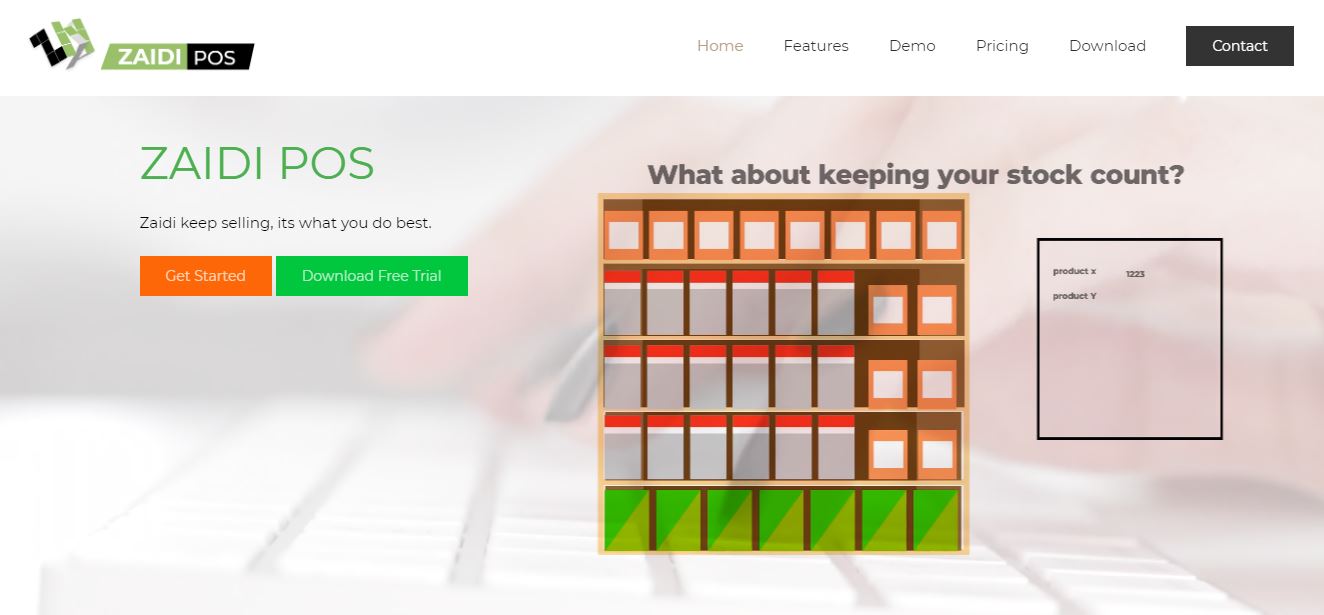 ZAIDI POS
Home Features Demo Pricing Download Contact
ZAIDI POS
Zaidi keep selling, its what you do best.
Get Started Download Free Trial
What about keeping your stock count?
product x 1223
product Y